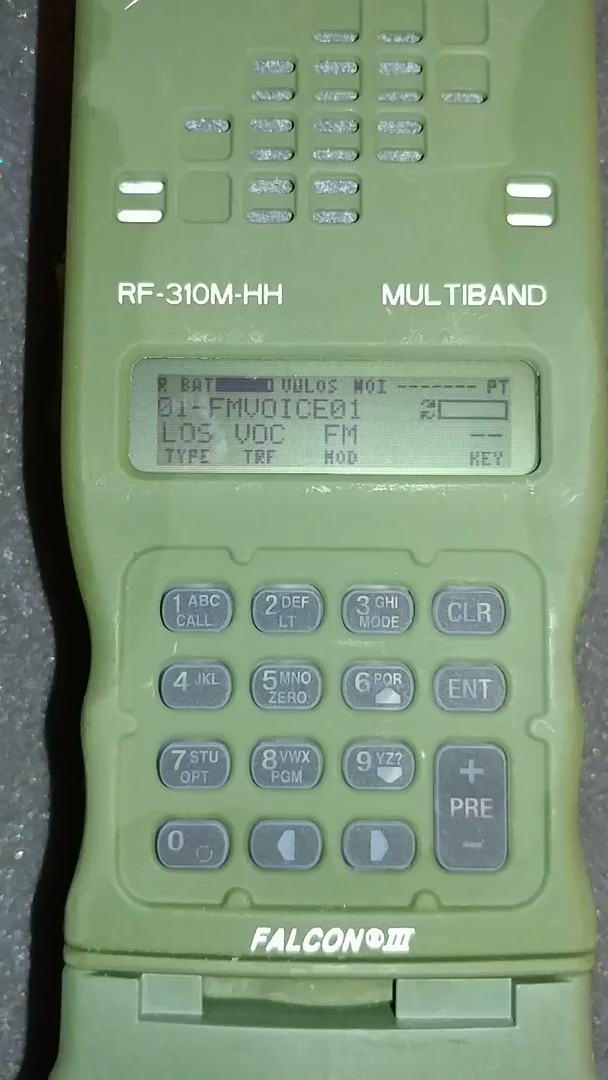 RF-310M-HH MULTIBAND
R BAT VULOS NOI ------- PT
01-FMVOICE01
LOS VOC FM --
TYPE TRF MOD KEY
1 ABC CALL 2 DEF LT 3 GHI MODE CLR
4 JKL 5 MNO ZERO 6 PQR ENT
7 STU OPT 8 VWX PGM 9 YZ? + PRE -
0
FALCON® III